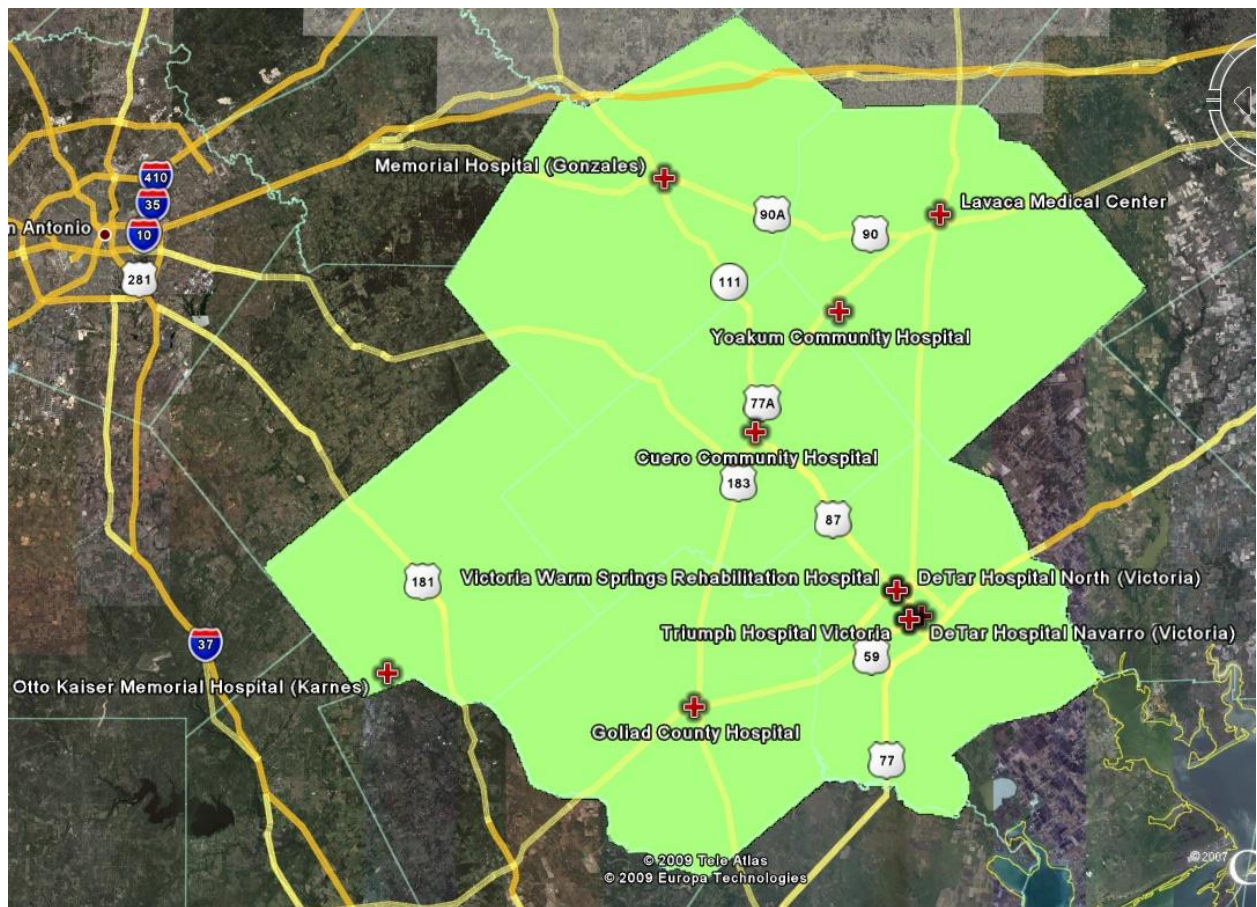 Memorial Hospital (Gonzales)
410
35
Lavaca Medical Center
90A
n Antonio
10
90
281
111
Yoakum Community Hospital
77A
Cuero Community Hospital
183
87
181
Victoria Warm Springs Rehabilitation Hospital
DeTar Hospital North (Victoria)
Triumph Hospital Victoria
DeTar Hospital Navarro (Victoria)
37
59
Otto Kaiser Memorial Hospital (Karnes)
Goliad County Hospital
77
© 2009 Tele Atlas
© 2009 Europa Technologies
©2007